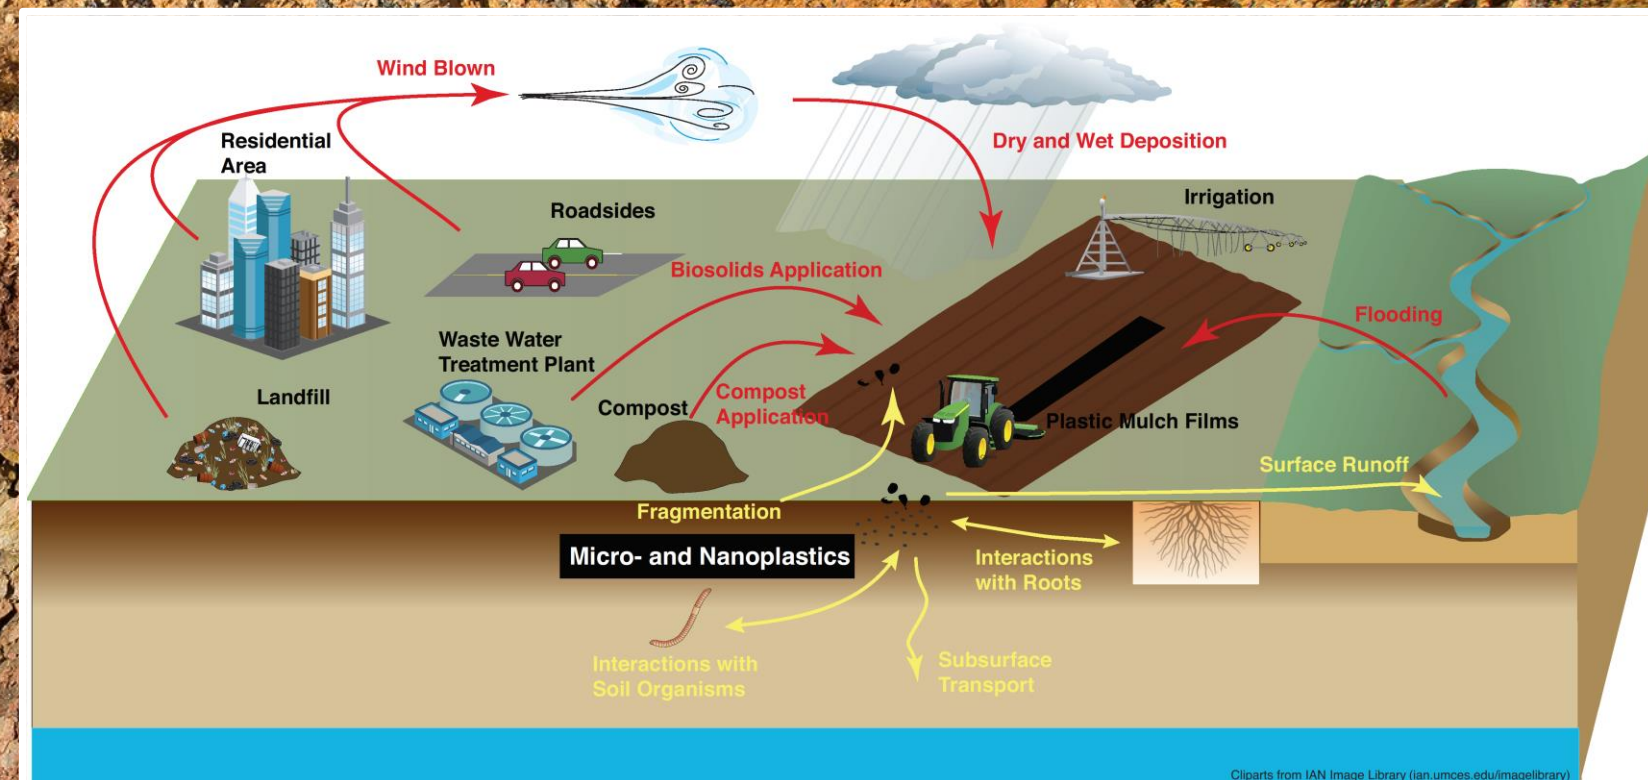 Wind Blown
Residential
Area
Dry and Wet Deposition
Roadsides
Irrigation
Biosolids Application
Flooding
Waste Water
Treatment Plant
Landfill
Compost
Compost
Application
Plastic Mulch Films
Surface Runoff
Fragmentation
Micro- and Nanoplastics
Interactions
with Roots
Interactions with
Soil Organisms
Subsurface
Transport
Cliparts from IAN Image Library (ian.umces.edu/imagelibrary)